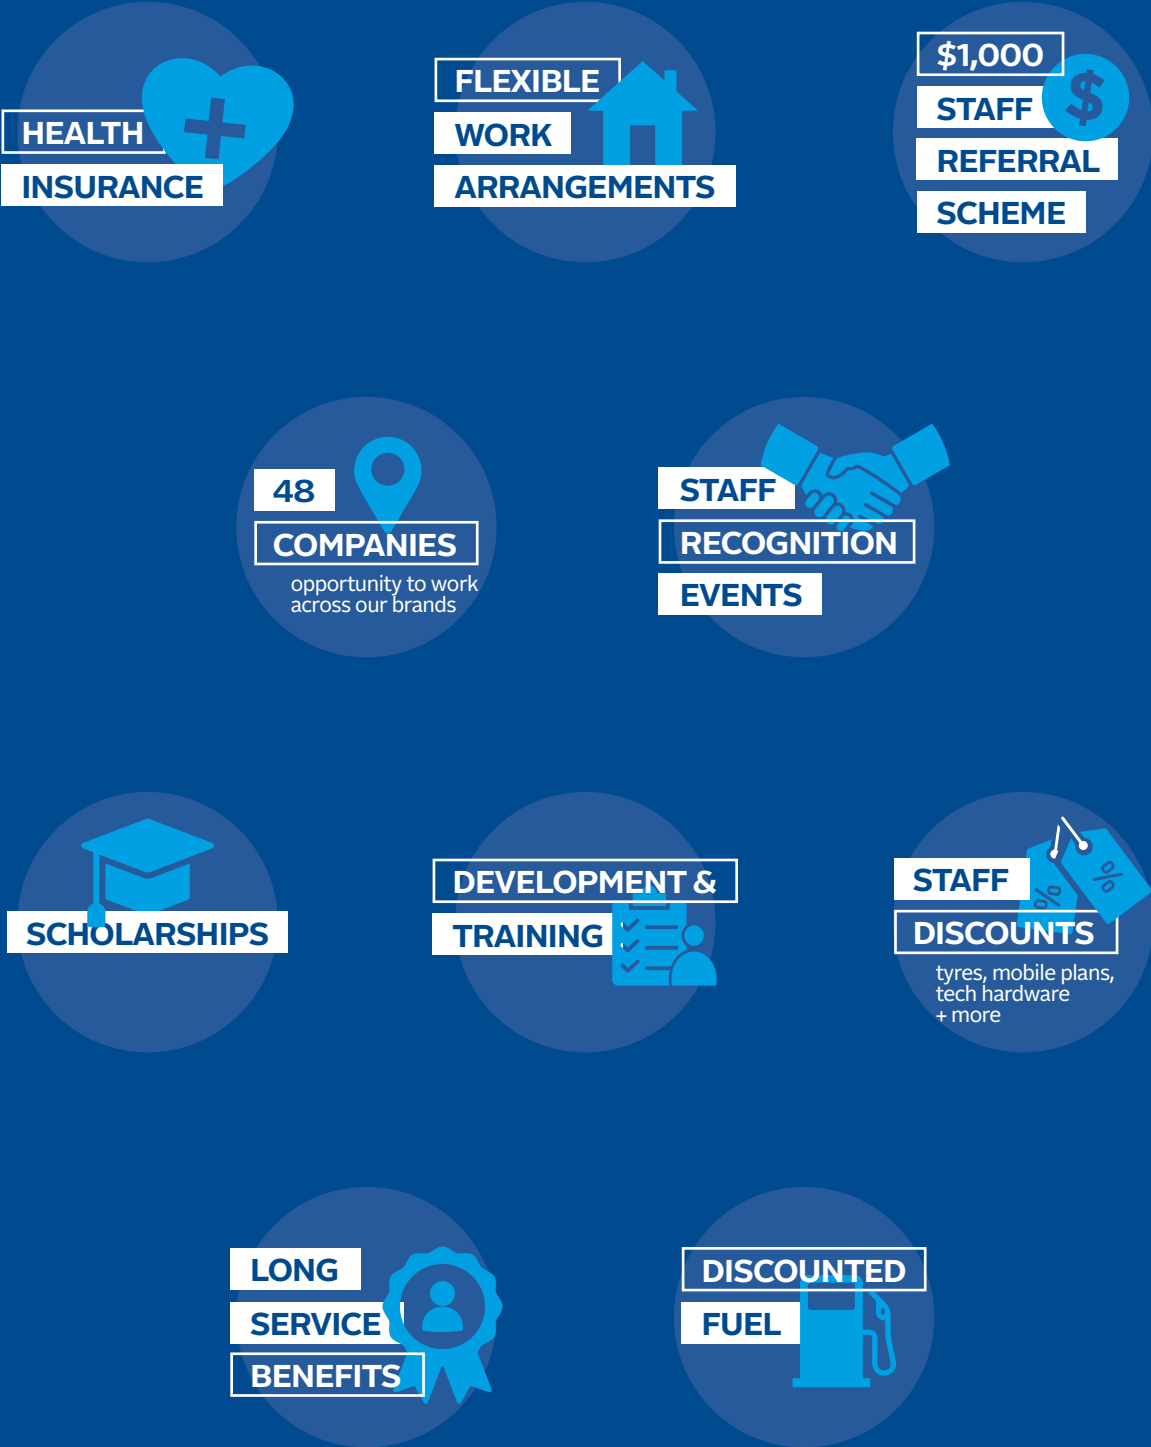 HEALTH
INSURANCE
FLEXIBLE
WORK
ARRANGEMENTS
$1,000
STAFF
REFERRAL
SCHEME
$
48
COMPANIES
opportunity to work
across our brands
STAFF
RECOGNITION
EVENTS
SCHOLARSHIPS
DEVELOPMENT &
TRAINING
STAFF
DISCOUNTS
% %
tyres, mobile plans,
tech hardware
+ more
LONG
SERVICE
BENEFITS
DISCOUNTED
FUEL